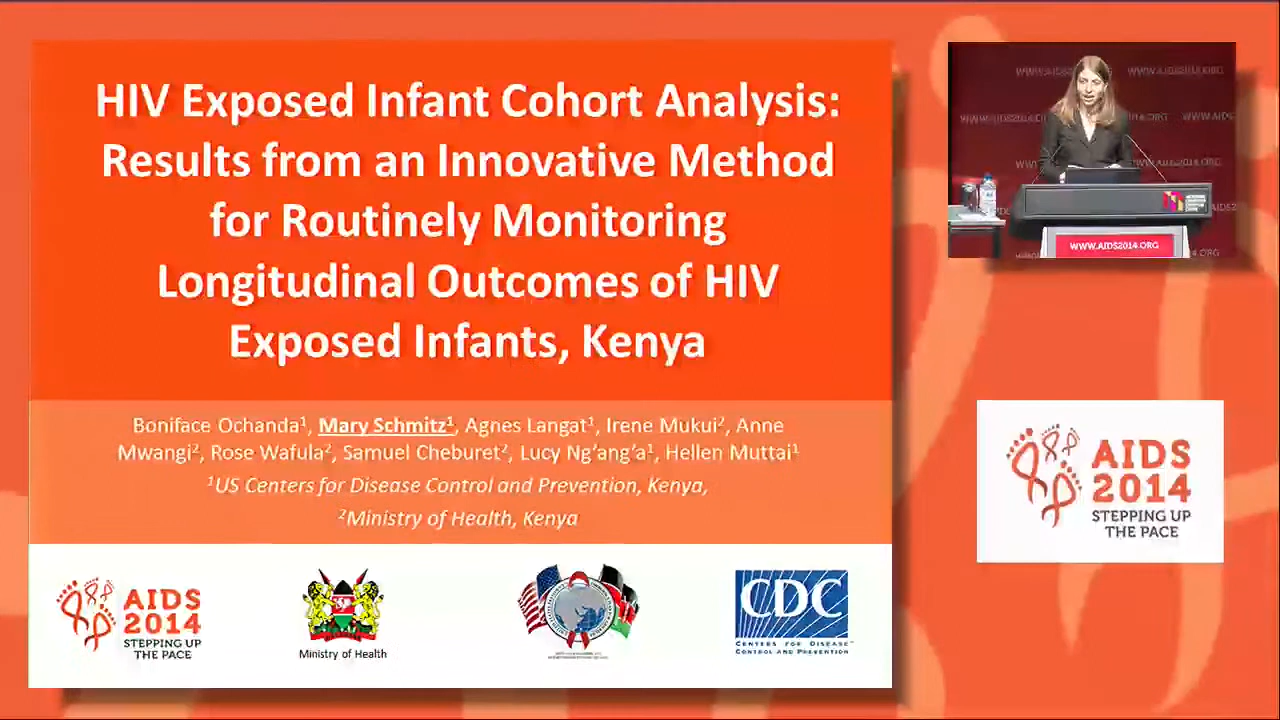 HIV Exposed Infant Cohort Analysis:
Results from an Innovative Method
for Routinely Monitoring
Longitudinal Outcomes of HIV
Exposed Infants, Kenya
Boniface Ochanda¹, Mary Schmitz¹, Agnes Langat¹, Irene Mukui², Anne
Mwangi², Rose Wafula², Samuel Cheburet², Lucy Ng’ang’a¹, Hellen Muttai¹
¹US Centers for Disease Control and Prevention, Kenya,
²Ministry of Health, Kenya
AIDS
2014
STEPPING UP
THE PACE
Ministry of Health
CDC
CENTERS FOR DISEASE
CONTROL AND PREVENTION
WWW.AIDS2014.ORG
WWW.AIDS2014.ORG
AIDS
2014
STEPPING UP
THE PACE